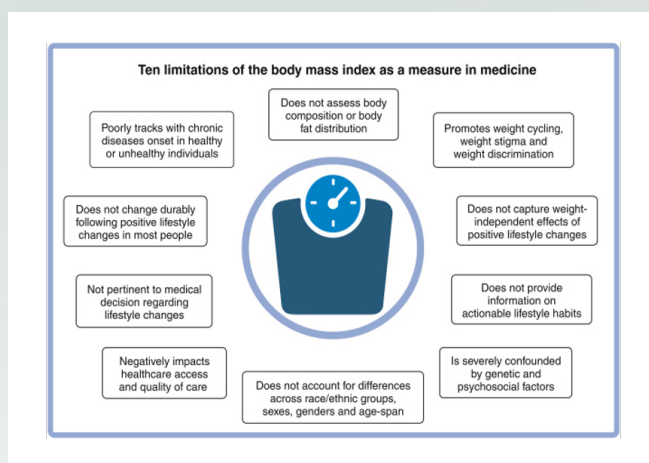 Ten limitations of the body mass index as a measure in medicine
Does not assess body
composition or body
fat distribution
Poorly tracks with chronic
diseases onset in healthy
or unhealthy individuals
Promotes weight cycling,
weight stigma and
weight discrimination
Does not change durably
following positive lifestyle
changes in most people
Does not capture weight-
independent effects of
positive lifestyle changes
Not pertinent to medical
decision regarding
lifestyle changes
Does not provide
information on
actionable lifestyle habits
Negatively impacts
healthcare access
and quality of care
Is severely confounded
by genetic and
psychosocial factors
Does not account for differences
across race/ethnic groups,
sexes, genders and age-span